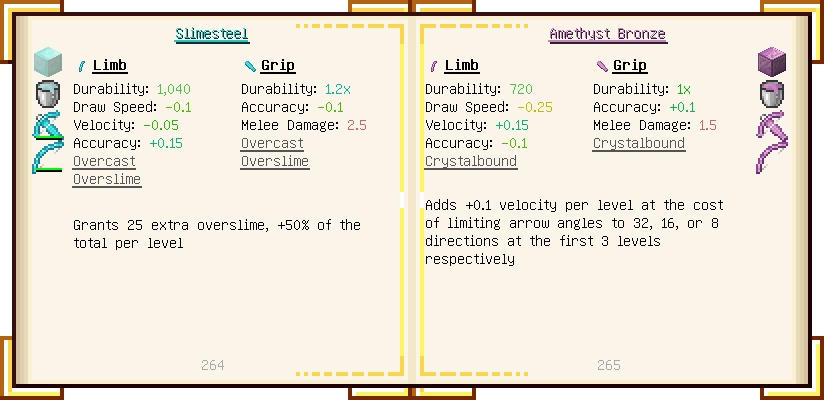 Slimesteel
Limb
Durability: 1,040
Draw Speed: -0.1
Velocity: -0.05
Accuracy: +0.15
Overcast
Overslime
Grip
Durability: 1.2x
Accuracy: -0.1
Melee Damage: 2.5
Overcast
Overslime
Grants 25 extra overslime, +50% of the
total per level
264
Amethyst Bronze
Limb
Durability: 720
Draw Speed: -0.25
Velocity: +0.15
Accuracy: -0.1
Crystalbound
Grip
Durability: 1x
Accuracy: +0.1
Melee Damage: 1.5
Crystalbound
Adds +0.1 velocity per level at the cost
of limiting arrow angles to 32, 16, or 8
directions at the first 3 levels
respectively
265